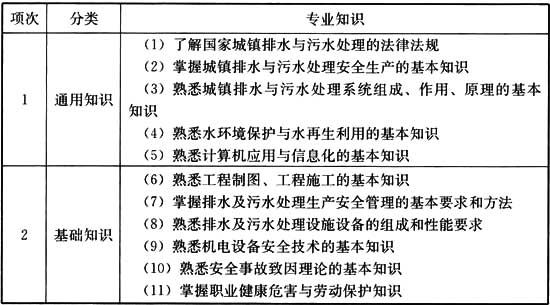 项次 分类 专业知识
1 通用知识
（1）了解国家城镇排水与污水处理的法律法规
（2）掌握城镇排水与污水处理安全生产的基本知识
（3）熟悉城镇排水与污水处理系统组成、作用、原理的基本
知识
（4）熟悉水环境保护与水再生利用的基本知识
（5）熟悉计算机应用与信息化的基本知识
2 基础知识
（6）熟悉工程制图、工程施工的基本知识
（7）掌握排水及污水处理生产安全管理的基本要求和方法
（8）熟悉排水及污水处理设施设备的组成和性能要求
（9）熟悉机电设备安全技术的基本知识
（10）熟悉安全事故致因理论的基本知识
（11）掌握职业健康危害与劳动保护知识